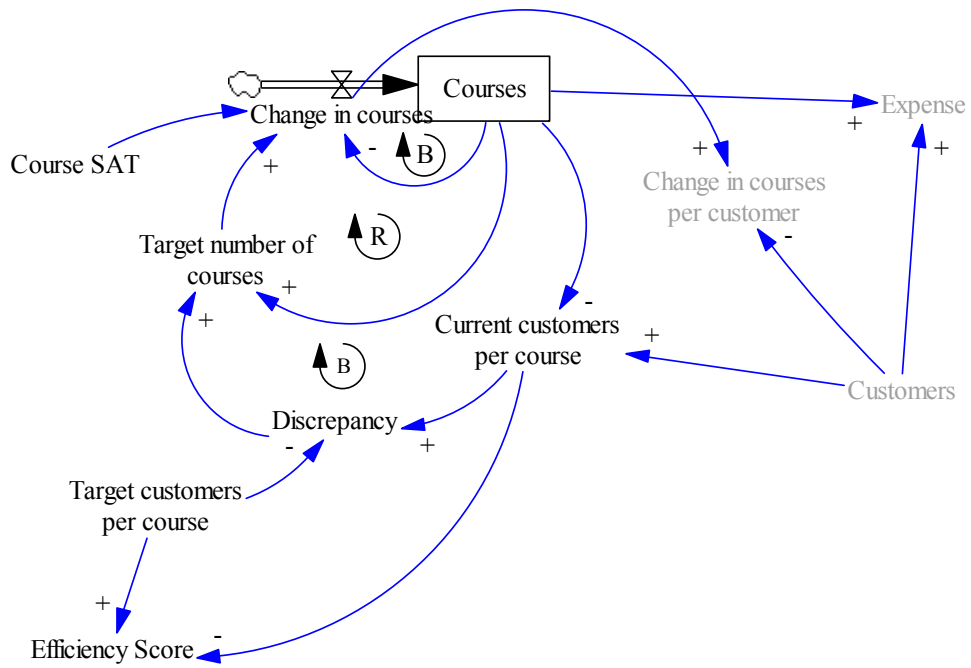 Courses
Expense
Change in courses
+
+
-
B
Course SAT
+
+
Change in courses
per customer
-
R
Target number of
courses
+
+
-
Current customers
per course
+
B
Customers
Discrepancy
-
+
Target customers
per course
+
-
Efficiency Score